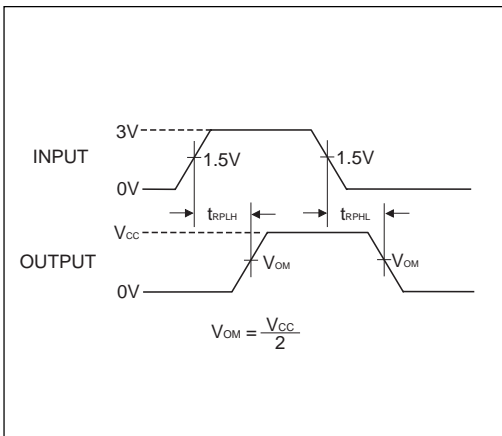 3V
INPUT
1.5V 1.5V
0V
tRPLH tRPHL
VCC
OUTPUT
VOM VOM
0V
VOM = VCC
2